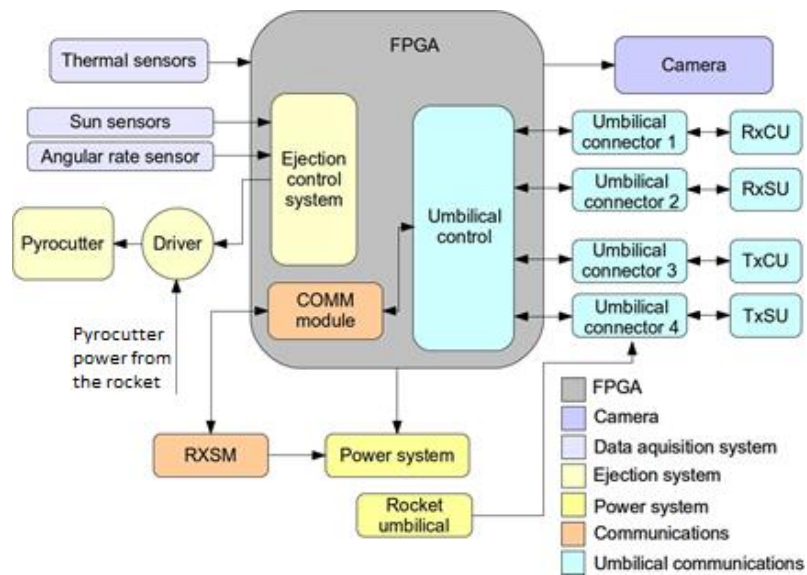 FPGA
Thermal sensors
Camera
Sun sensors
Angular rate sensor
Ejection
control
system
Umbilical
control
Umbilical
connector 1
RxCU
Umbilical
connector 2
RxSU
Umbilical
connector 3
TxCU
Umbilical
connector 4
TxSU
Pyrocutter
Driver
COMM
module
Pyrocutter
power from
the rocket
RXSM
Power system
Rocket
umbilical
FPGA
Camera
Data aquisition system
Ejection system
Power system
Communications
Umbilical communications